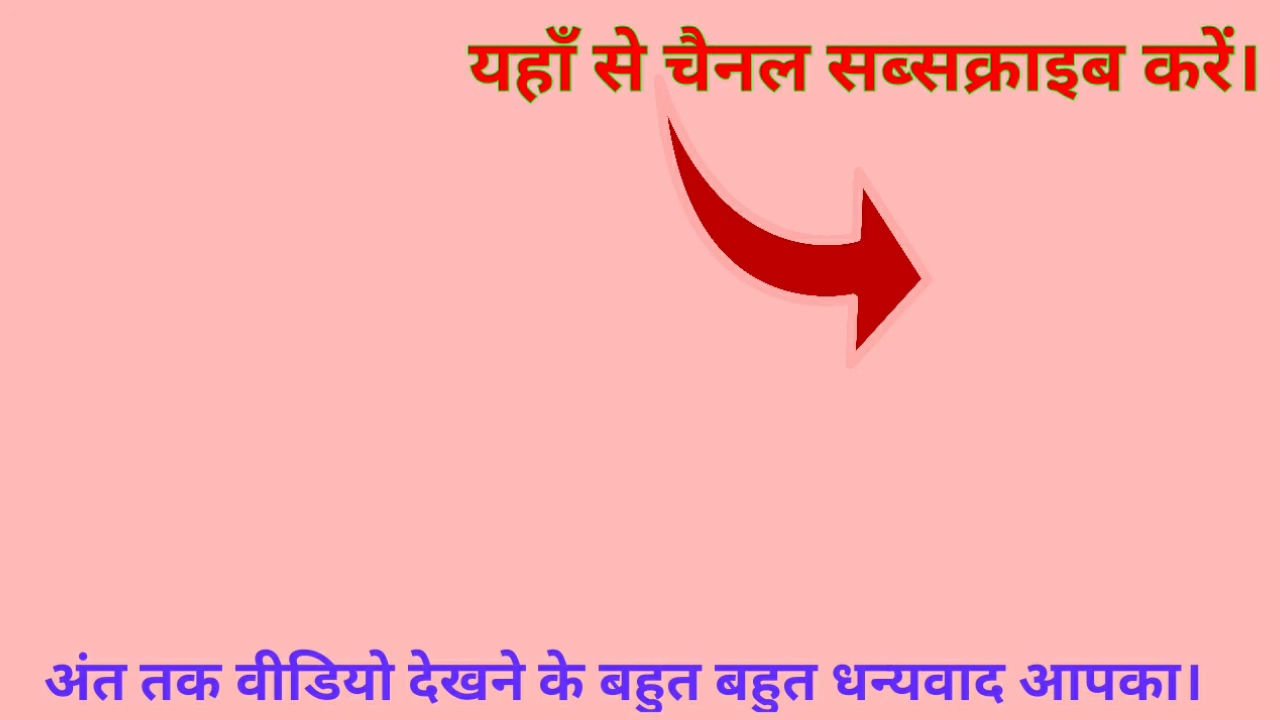 यहाँ से चैनल सब्सक्राइब करें।
अंत तक वीडियो देखने के बहुत बहुत धन्यवाद आपका।